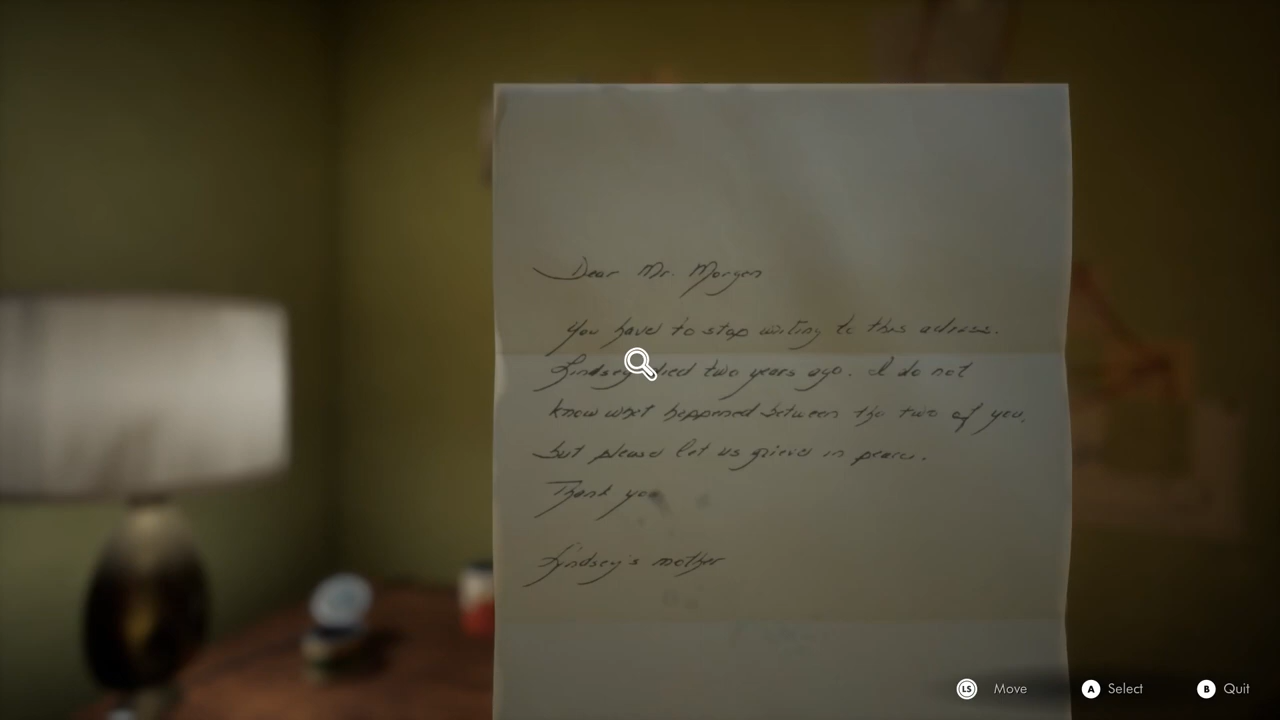 Dear Mr. Morgen
You have to stop writing to this adress.
Lindsey died two years ago. I do not
know what happened between the two of you,
but please let us grieve in peace.
Thank you
Lindsey's mother
LS Move A Select B Quit